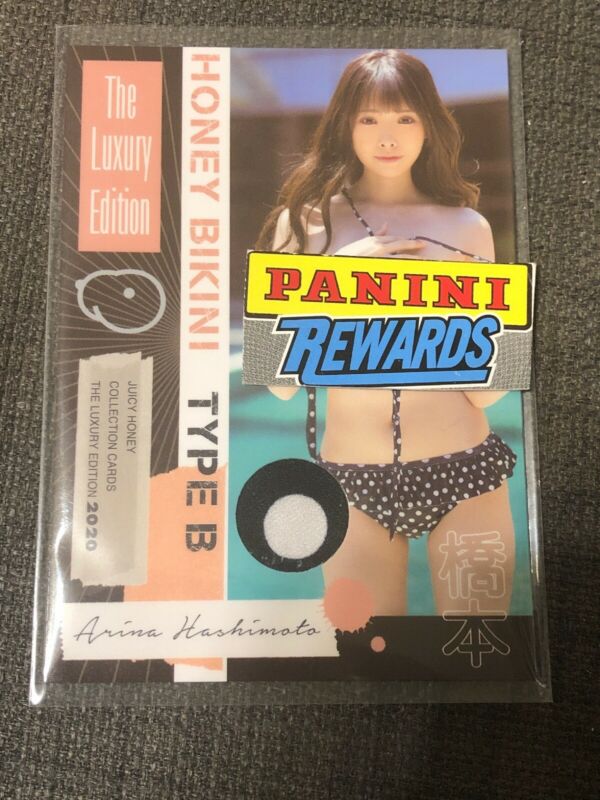 The
Luxury
Edition
HONEY BIKINI TYPE B
PANINI
REWARDS
JUICY HONEY
COLLECTION CARDS
THE LUXURY EDITION 2020
Arina Hashimoto
橋
本